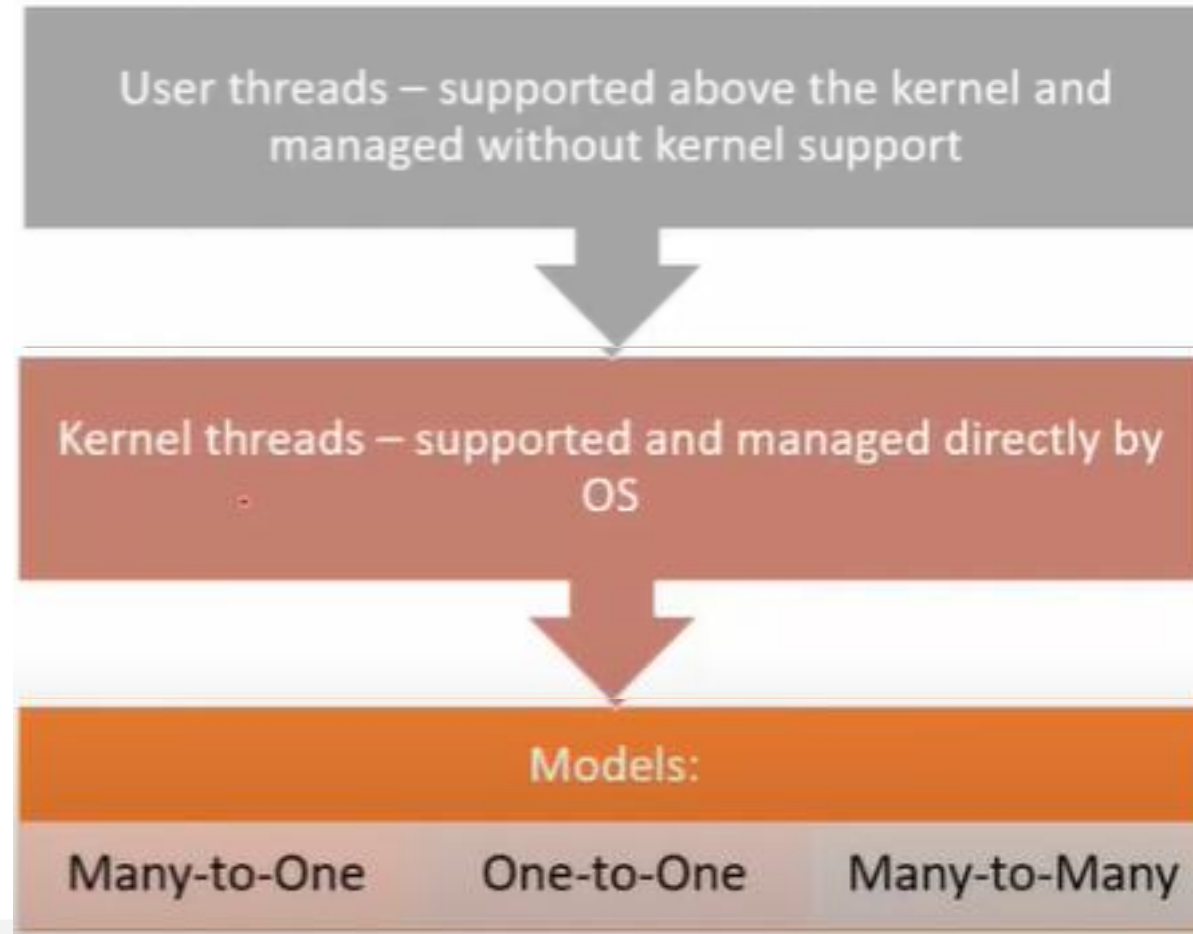 User threads – supported above the kernel and
managed without kernel support
Kernel threads – supported and managed directly by
OS
Models:
Many-to-One One-to-One Many-to-Many